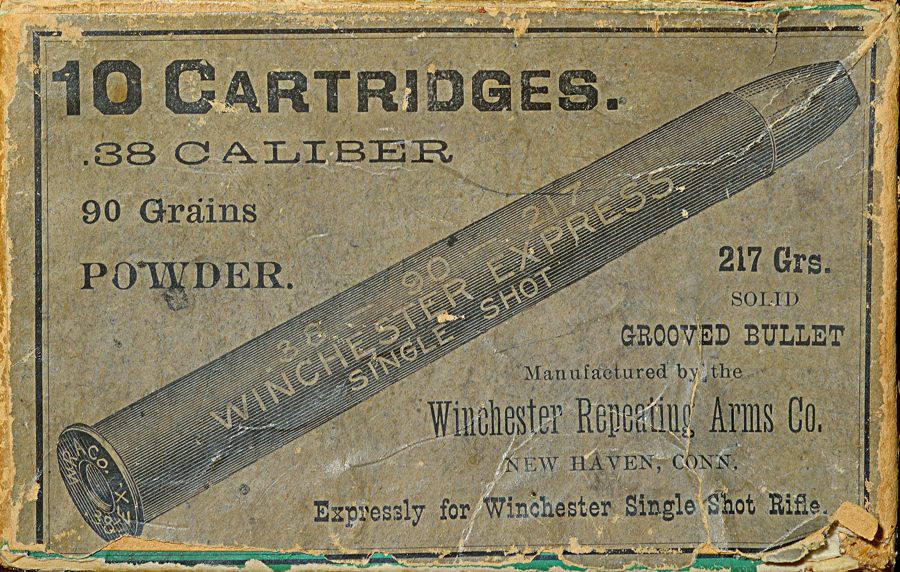 10 CARTRIDGES.
.38 CALIBER
90 Grains
POWDER.
.38 — 90 — 217
WINCHESTER EXPRESS
SINGLE SHOT
217 Grs.
SOLID
GROOVED BULLET
Manufactured by the
Winchester Repeating Arms Co.
NEW HAVEN, CONN.
Expressly for Winchester Single Shot Rifle.
W.R.A.Co.